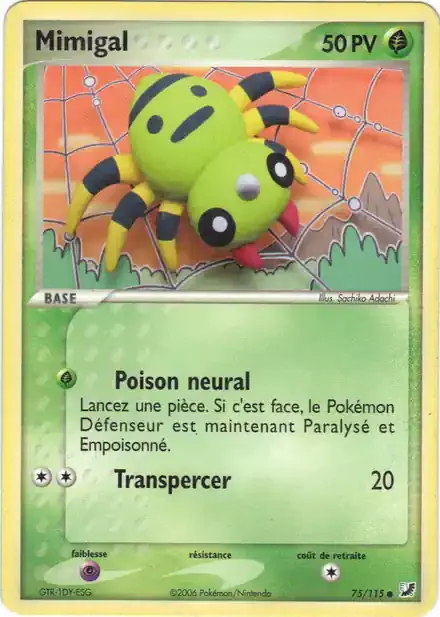 Mimigal
50 PV
BASE
Illus. Sachiko Adachi
Poison neural
Lancez une pièce. Si c'est face, le Pokémon
Défenseur est maintenant Paralysé et
Empoisonné.
Transpercer 20
faiblesse résistance coût de retraite
GTR-1DY-ESG ©2006 Pokémon/Nintendo 75/115